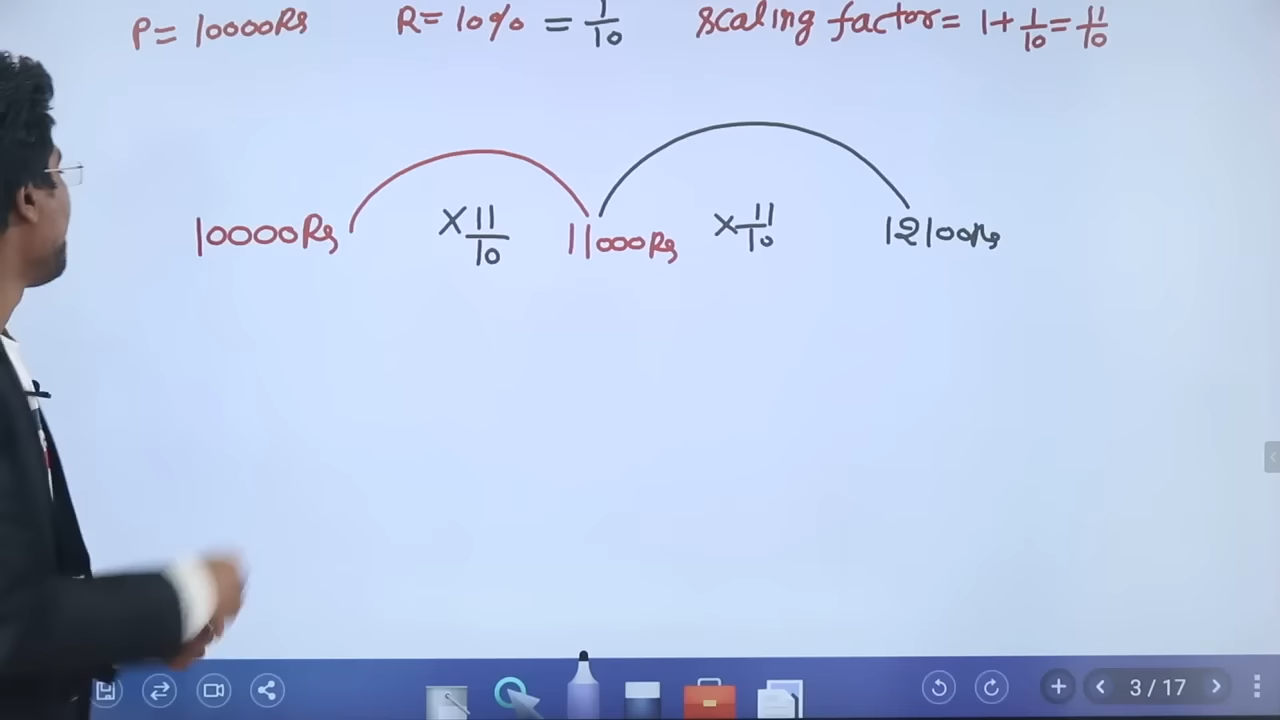 P= 10000Rs R= 10% = 1/10 scaling factor= 1+ 1/10 = 11/10
10000Rs × 11/10 11000Rs × 11/10 12100Rs
3 / 17